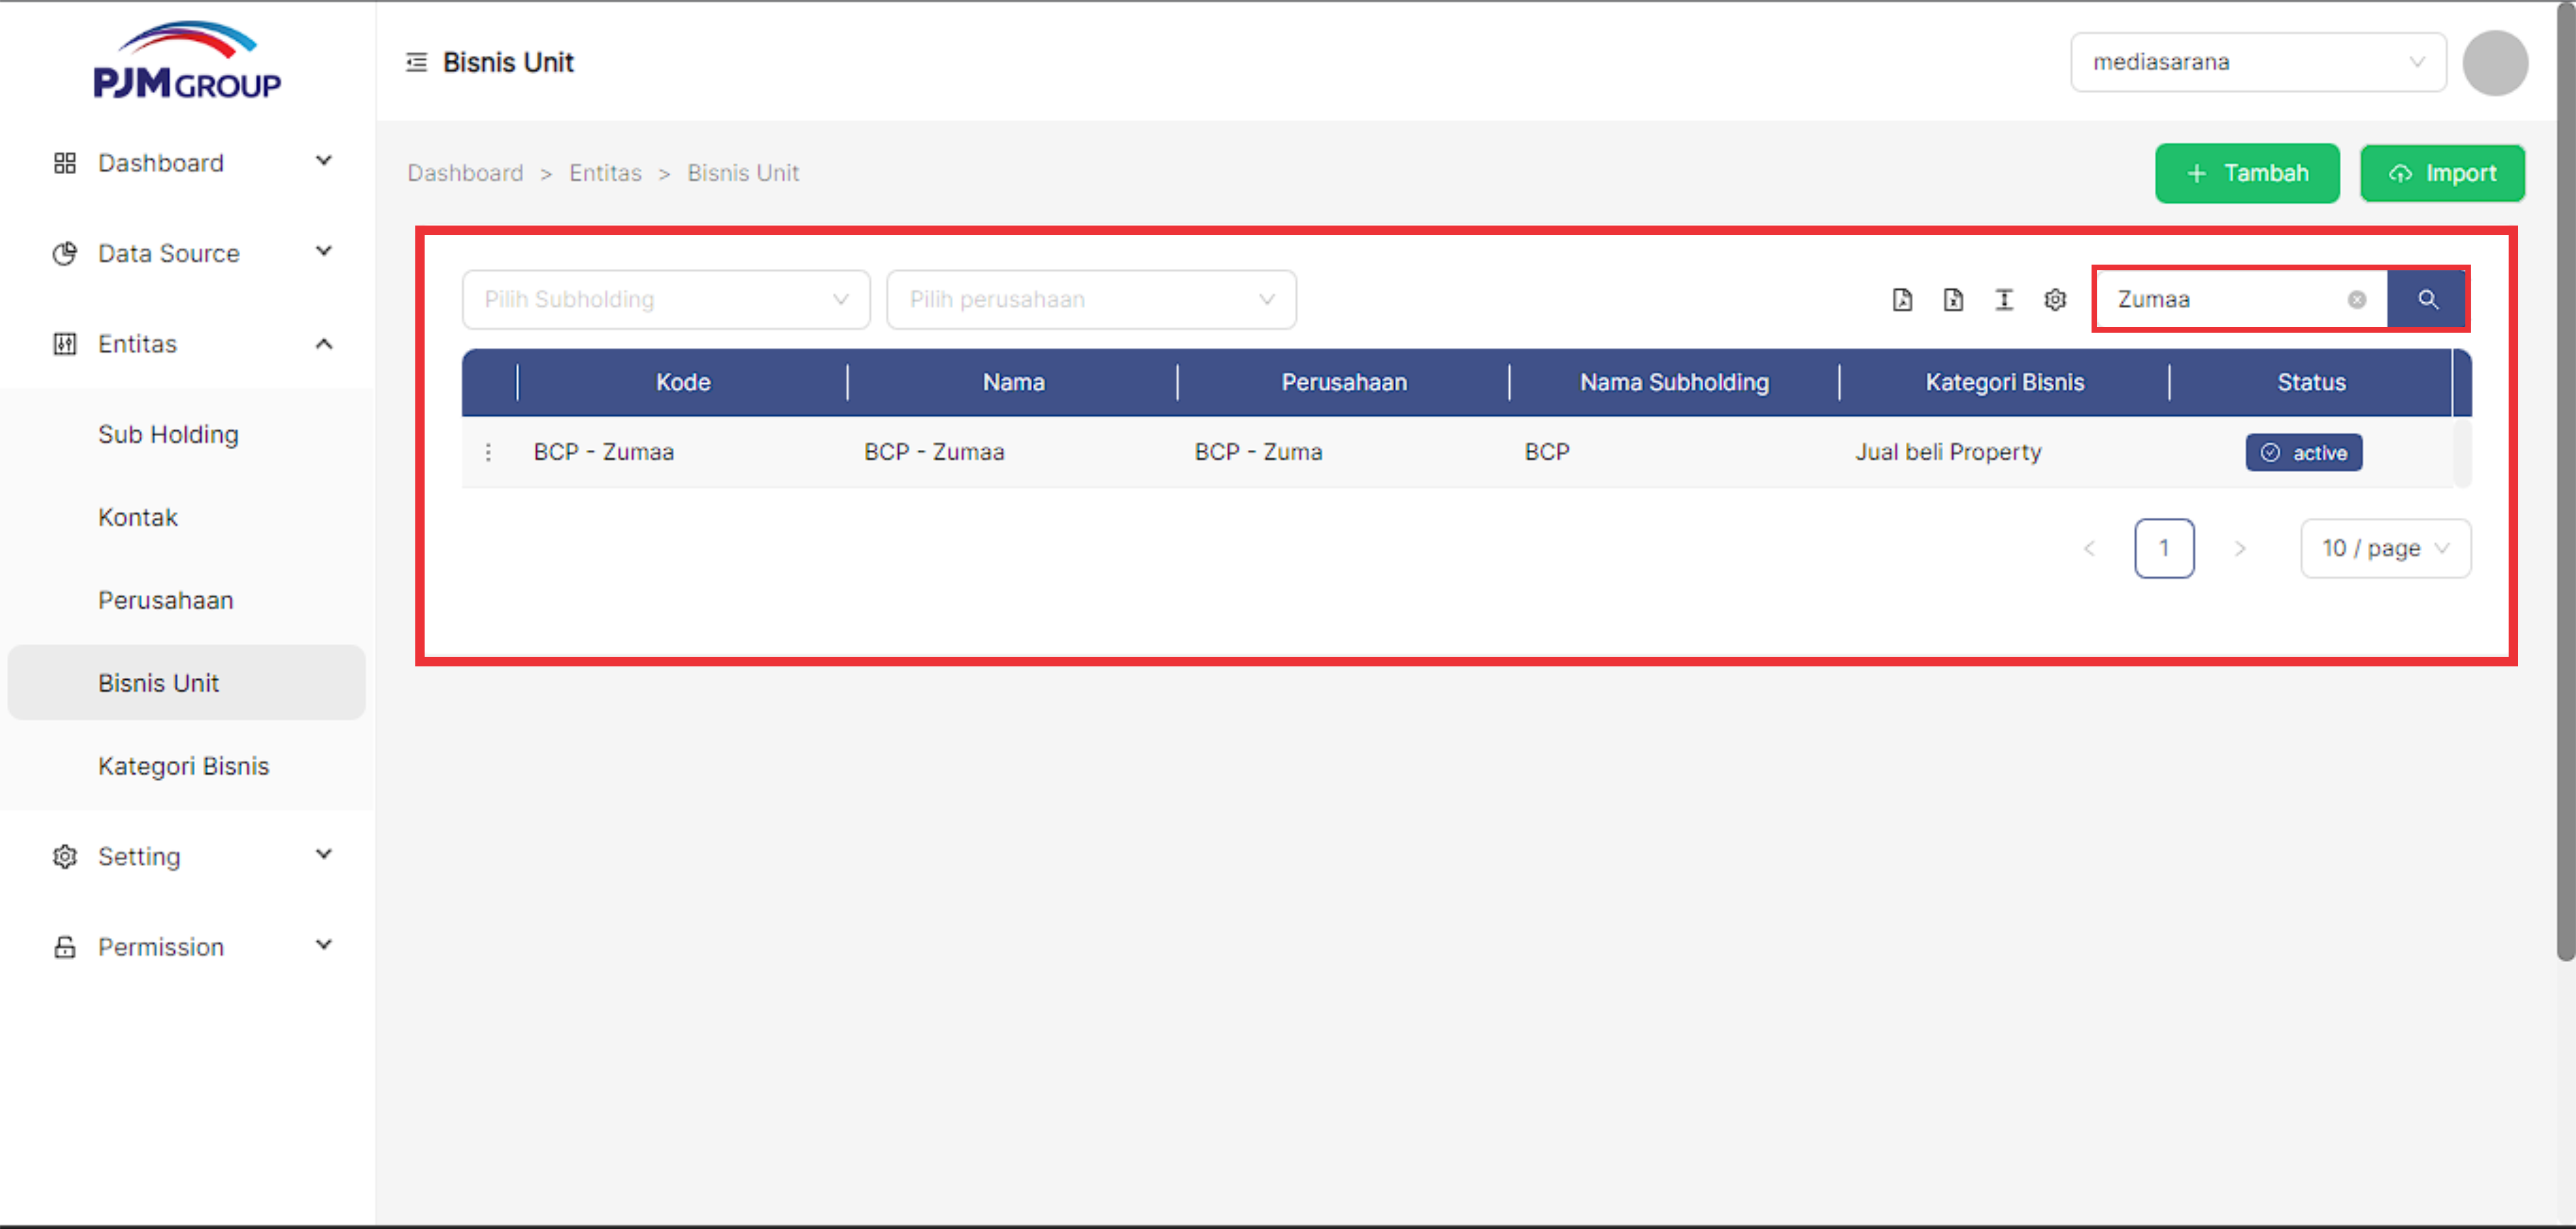 PJM GROUP
Bisnis Unit
mediasarana
Dashboard
Data Source
Entitas
Sub Holding
Kontak
Perusahaan
Bisnis Unit
Kategori Bisnis
Setting
Permission
Dashboard > Entitas > Bisnis Unit
+ Tambah
Import
Pilih Subholding
Pilih perusahaan
Zumaa
Kode Nama Perusahaan Nama Subholding Kategori Bisnis Status
BCP - Zumaa BCP - Zumaa BCP - Zuma BCP Jual beli Property active
< 1 > 10 / page